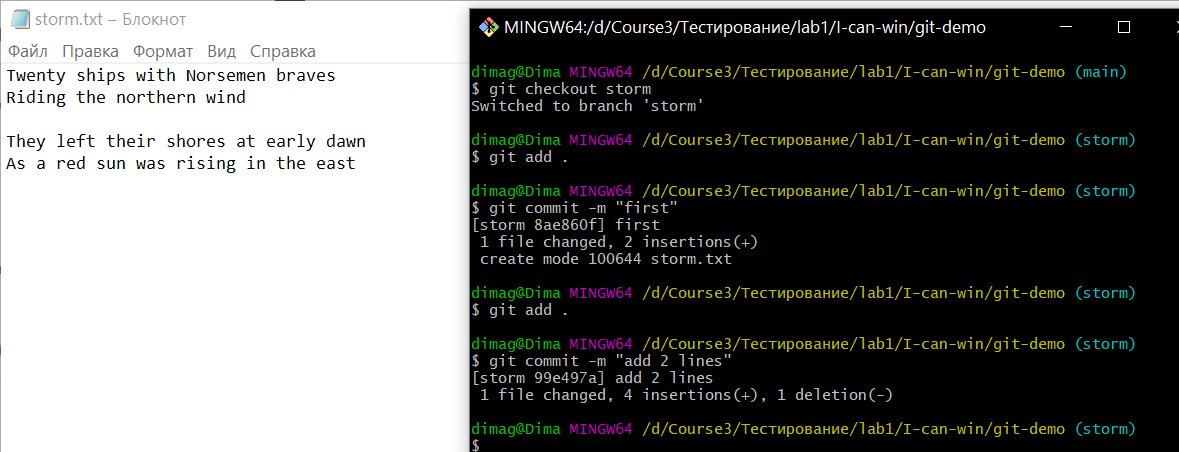 storm.txt – Блокнот
Файл Правка Формат Вид Справка
Twenty ships with Norsemen braves
Riding the northern wind
They left their shores at early dawn
As a red sun was rising in the east
MINGW64:/d/Course3/Тестирование/lab1/I-can-win/git-demo
dimag@Dima MINGW64 /d/Course3/Тестирование/lab1/I-can-win/git-demo (main)
$ git checkout storm
Switched to branch 'storm'
dimag@Dima MINGW64 /d/Course3/Тестирование/lab1/I-can-win/git-demo (storm)
$ git add .
dimag@Dima MINGW64 /d/Course3/Тестирование/lab1/I-can-win/git-demo (storm)
$ git commit -m "first"
[storm 8ae860f] first
1 file changed, 2 insertions(+)
create mode 100644 storm.txt
dimag@Dima MINGW64 /d/Course3/Тестирование/lab1/I-can-win/git-demo (storm)
$ git add .
dimag@Dima MINGW64 /d/Course3/Тестирование/lab1/I-can-win/git-demo (storm)
$ git commit -m "add 2 lines"
[storm 99e497a] add 2 lines
1 file changed, 4 insertions(+), 1 deletion(-)
dimag@Dima MINGW64 /d/Course3/Тестирование/lab1/I-can-win/git-demo (storm)
$